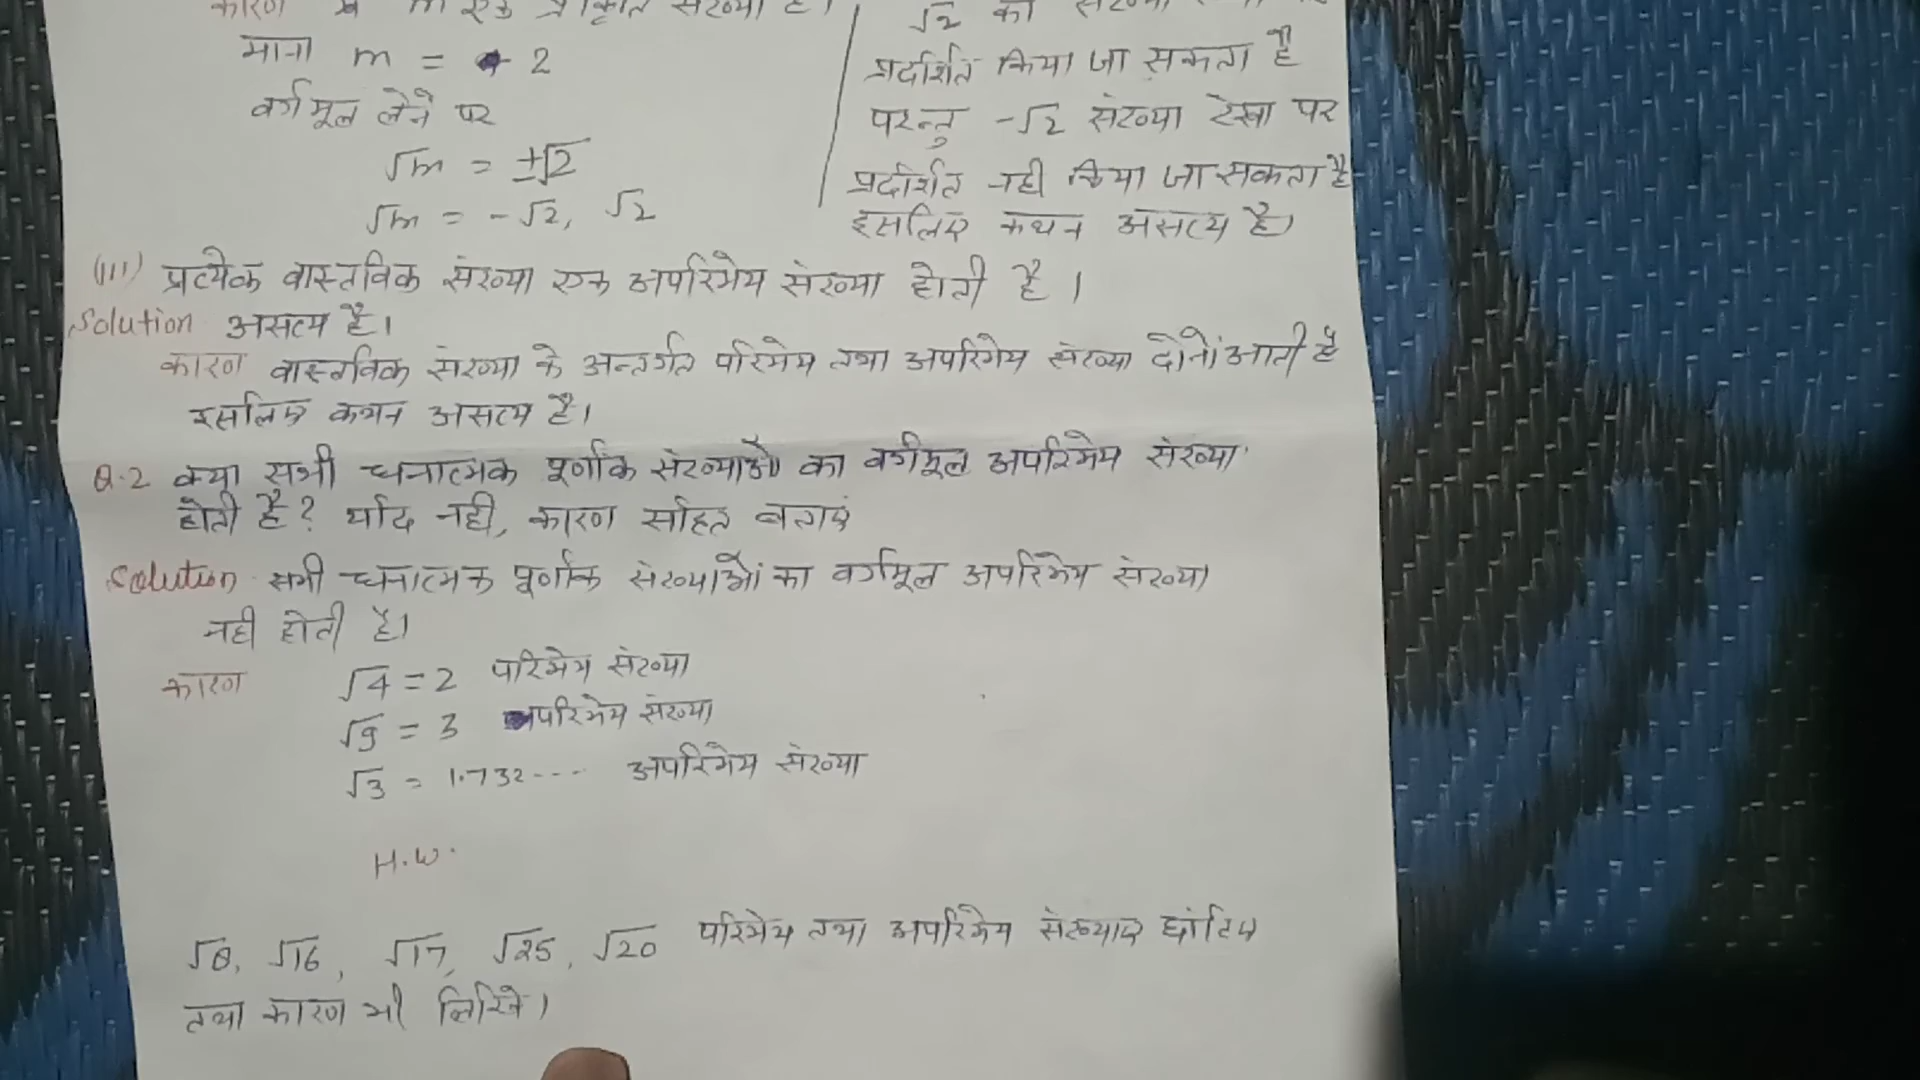 कारण m एक प्राकृत संख्या है।
माना m = 2
वर्गमूल लेने पर
√m = ±√2
√m = -√2, √2
√2 को संख्या
प्रदर्शित किया जा सकता है
परन्तु -√2 संख्या रेखा पर
प्रदर्शित नही किया जा सकता है
इसलिए कथन असत्य है।
(iii) प्रत्येक वास्तविक संख्या एक अपरिमेय संख्या होती है।
Solution असत्य है।
कारण वास्तविक संख्या के अन्तर्गत परिमेय तथा अपरिमेय संख्या दोनों आती है
इसलिए कथन असत्य है।
Q.2 क्या सभी धनात्मक पूर्णांक संख्याओं का वर्गमूल अपरिमेय संख्या
होती है? यदि नही, कारण सहित बताएं
Solution सभी धनात्मक पूर्णांक संख्याओं का वर्गमूल अपरिमेय संख्या
नही होती है।
कारण √4 = 2 परिमेय संख्या
√9 = 3 परिमेय संख्या
√3 = 1.732---- अपरिमेय संख्या
H.W.
√8, √16, √17, √25, √20 परिमेय तथा अपरिमेय संख्याए छांटिए
तथा कारण भी लिखिये।